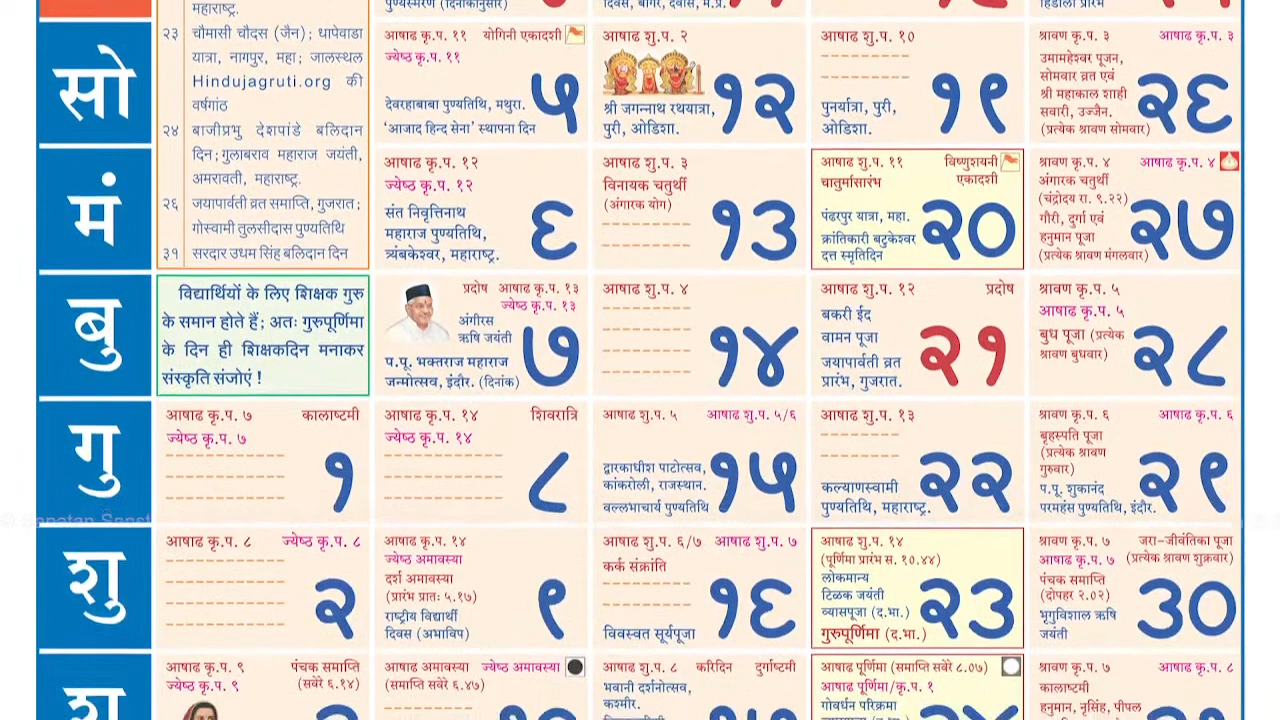 महाराष्ट्र.
पुण्यस्मरण (दिनांकानुसार)
हिंडोला प्रारंभ
सो
२३ चौमासी चौदस (जैन); धापेवाडा
यात्रा, नागपुर, महा; जालस्थल
Hindujagruti.org की
वर्षगांठ
२४ बाजीप्रभु देशपांडे बलिदान
दिन; गुलाबराव महाराज जयंती,
अमरावती, महाराष्ट्र.
२६ जयापार्वती व्रत समाप्ति, गुजरात;
गोस्वामी तुलसीदास पुण्यतिथि
३१ सरदार उधम सिंह बलिदान दिन
आषाढ कृ.प. ११ योगिनी एकादशी
ज्येष्ठ कृ.प. ११
५
देवरहाबाबा पुण्यतिथि, मथुरा.
'आजाद हिन्द सेना' स्थापना दिन
आषाढ शु.प. २
१२
श्री जगन्नाथ रथयात्रा,
पुरी, ओडिशा.
आषाढ शु.प. १०
१९
पुनर्यात्रा, पुरी,
ओडिशा.
श्रावण कृ.प. ३ आषाढ कृ.प. ३
उमामहेश्वर पूजन,
सोमवार व्रत एवं
श्री महाकाल शाही
सवारी, उज्जैन.
(प्रत्येक श्रावण सोमवार)
२६
मं
आषाढ कृ.प. १२
ज्येष्ठ कृ.प. १२
संत निवृत्तिनाथ
महाराज पुण्यतिथि,
त्र्यंबकेश्वर, महाराष्ट्र.
६
आषाढ शु.प. ३
विनायक चतुर्थी
(अंगारक योग)
१३
आषाढ शु.प. ११ विष्णुशयनी
एकादशी
चातुर्मासारंभ
पंढरपुर यात्रा, महा.
क्रांतिकारी बटुकेश्वर
दत्त स्मृतिदिन
२०
श्रावण कृ.प. ४ आषाढ कृ.प. ४
अंगारक चतुर्थी
(चंद्रोदय रा. ९.२२)
गौरी, दुर्गा एवं
हनुमान पूजा
(प्रत्येक श्रावण मंगलवार)
२७
बु
विद्यार्थियों के लिए शिक्षक गुरु
के समान होते हैं; अतः गुरुपूर्णिमा
के दिन ही शिक्षकदिन मनाकर
संस्कृति संजोएं !
प्रदोष आषाढ कृ.प. १३
ज्येष्ठ कृ.प. १३
अंगीरस
ऋषि जयंती
प.पू. भक्तराज महाराज
जन्मोत्सव, इंदौर. (दिनांक)
७
आषाढ शु.प. ४
१४
आषाढ शु.प. १२ प्रदोष
बकरी ईद
वामन पूजा
जयापार्वती व्रत
प्रारंभ, गुजरात.
२१
श्रावण कृ.प. ५
आषाढ कृ.प. ५
बुध पूजा (प्रत्येक
श्रावण बुधवार)
२८
गु
आषाढ कृ.प. ७ कालाष्टमी
ज्येष्ठ कृ.प. ७
१
आषाढ कृ.प. १४ शिवरात्रि
ज्येष्ठ कृ.प. १४
८
आषाढ शु.प. ५ आषाढ शु.प. ५/६
द्वारकाधीश पाटोत्सव,
कांकरोली, राजस्थान.
वल्लभाचार्य पुण्यतिथि
१५
आषाढ शु.प. १३
कल्याणस्वामी
पुण्यतिथि, महाराष्ट्र.
२२
श्रावण कृ.प. ६ आषाढ कृ.प. ६
बृहस्पति पूजा
(प्रत्येक श्रावण
गुरुवार)
प.पू. शुकानंद
परमहंस पुण्यतिथि, इंदौर.
२९
शु
आषाढ कृ.प. ८ ज्येष्ठ कृ.प. ८
२
आषाढ कृ.प. १४
ज्येष्ठ अमावस्या
दर्श अमावस्या
(प्रारंभ प्रातः ५.१७)
राष्ट्रीय विद्यार्थी
दिवस (अभाविप)
९
आषाढ शु.प. ६/७ आषाढ शु.प. ७
कर्क संक्रांति
विवस्वत सूर्यपूजा
१६
आषाढ शु.प. १४
(पूर्णिमा प्रारंभ स. १०.४४)
लोकमान्य
टिळक जयंती
व्यासपूजा (द.भा.)
गुरुपूर्णिमा (द.भा.)
२३
श्रावण कृ.प. ७ जरा-जीवंतिका पूजा
आषाढ कृ.प. ७ (प्रत्येक श्रावण शुक्रवार)
पंचक समाप्ति
(दोपहर २.०२)
भृगुविशाल ऋषि
जयंती
३०
श
आषाढ कृ.प. ९ पंचक समाप्ति
ज्येष्ठ कृ.प. ९ (सवेरे ६.१४)
आषाढ अमावस्या ज्येष्ठ अमावस्या
(समाप्ति सवेरे ६.४७)
आषाढ शु.प. ८ करिदिन दुर्गाष्टमी
भवानी दर्शनोत्सव,
कश्मीर.
आषाढ पूर्णिमा (समाप्ति सवेरे ८.०७)
आषाढ पूर्णिमा/कृ.प. १
गोवर्धन परिक्रमा
श्रावण कृ.प. ७ आषाढ कृ.प. ८
कालाष्टमी
हनुमान, नृसिंह, पीपल